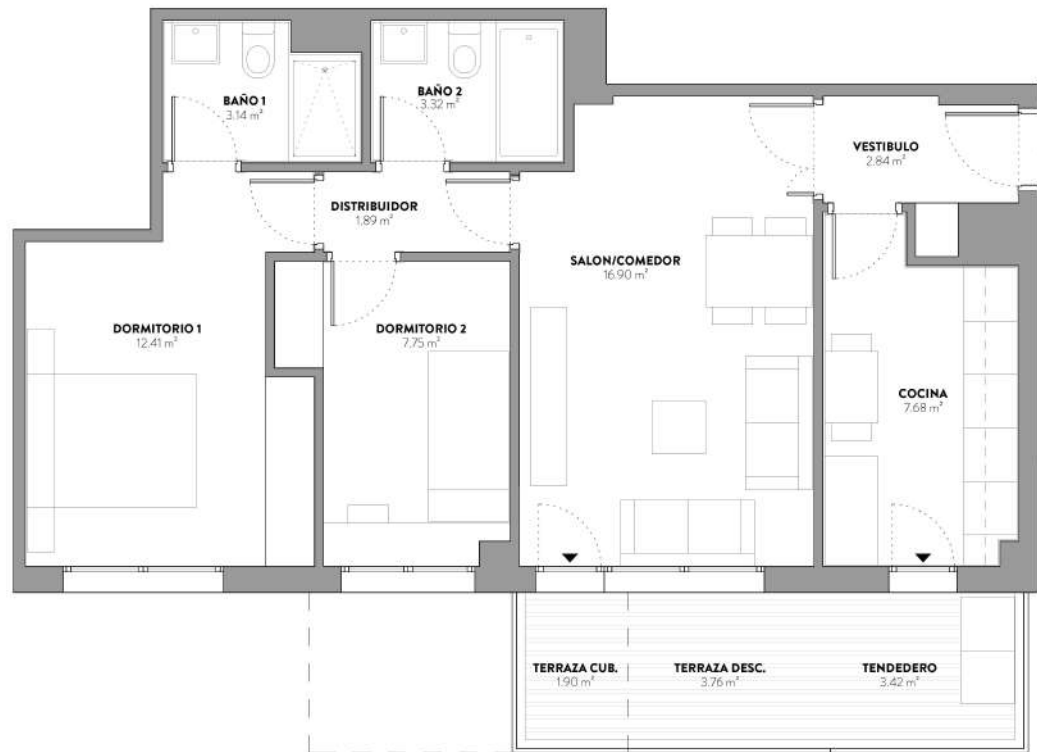 BAÑO 1
3.14 m²
BAÑO 2
3.32 m²
VESTIBULO
2.84 m²
DISTRIBUIDOR
1.89 m²
SALON/COMEDOR
16.90 m²
DORMITORIO 1
12.41 m²
DORMITORIO 2
7.75 m²
COCINA
7.68 m²
TERRAZA CUB.
1.90 m²
TERRAZA DESC.
3.76 m²
TENDEDERO
3.42 m²